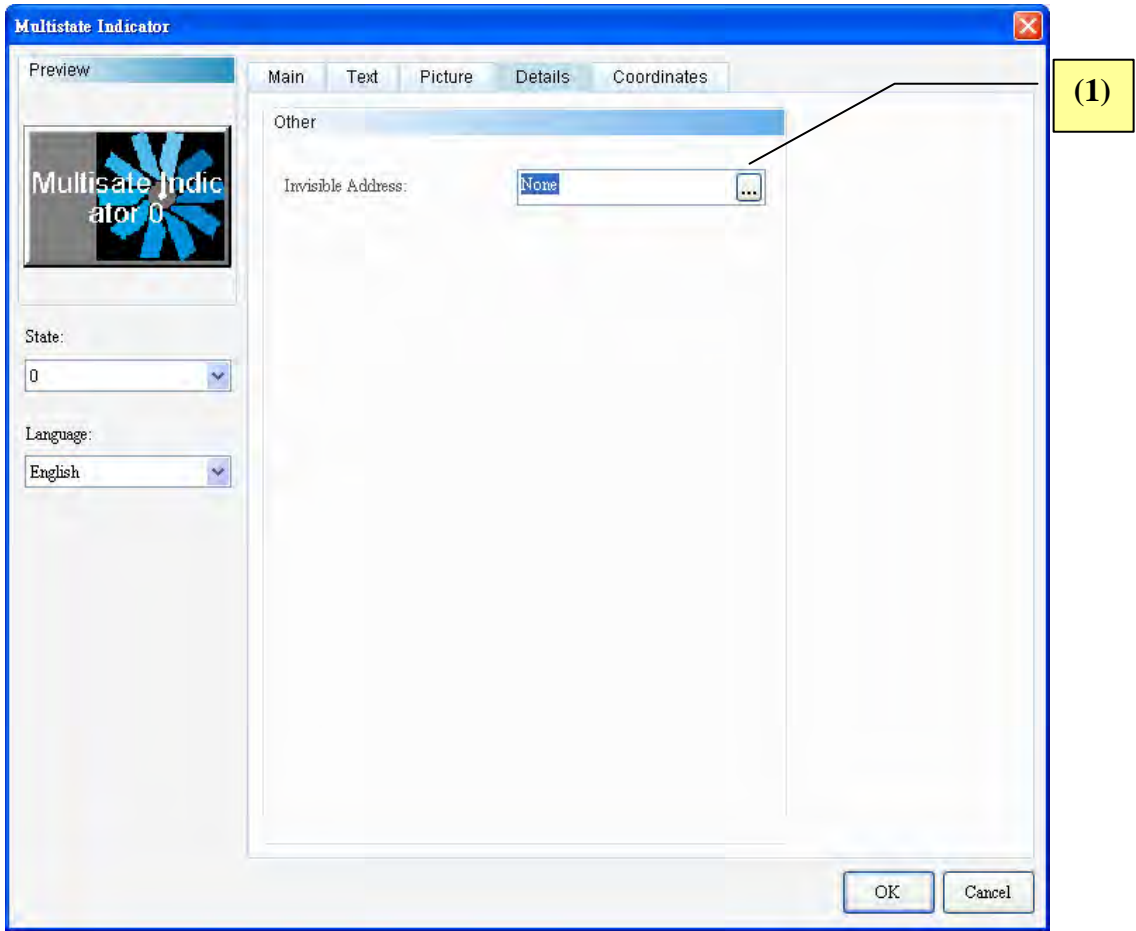 Multistate Indicator
(1)
Preview
Main Text Picture Details Coordinates
Other
Multisate Indic
ator 0
Invisible Address: None ...
State:
0
Language:
English
OK Cancel